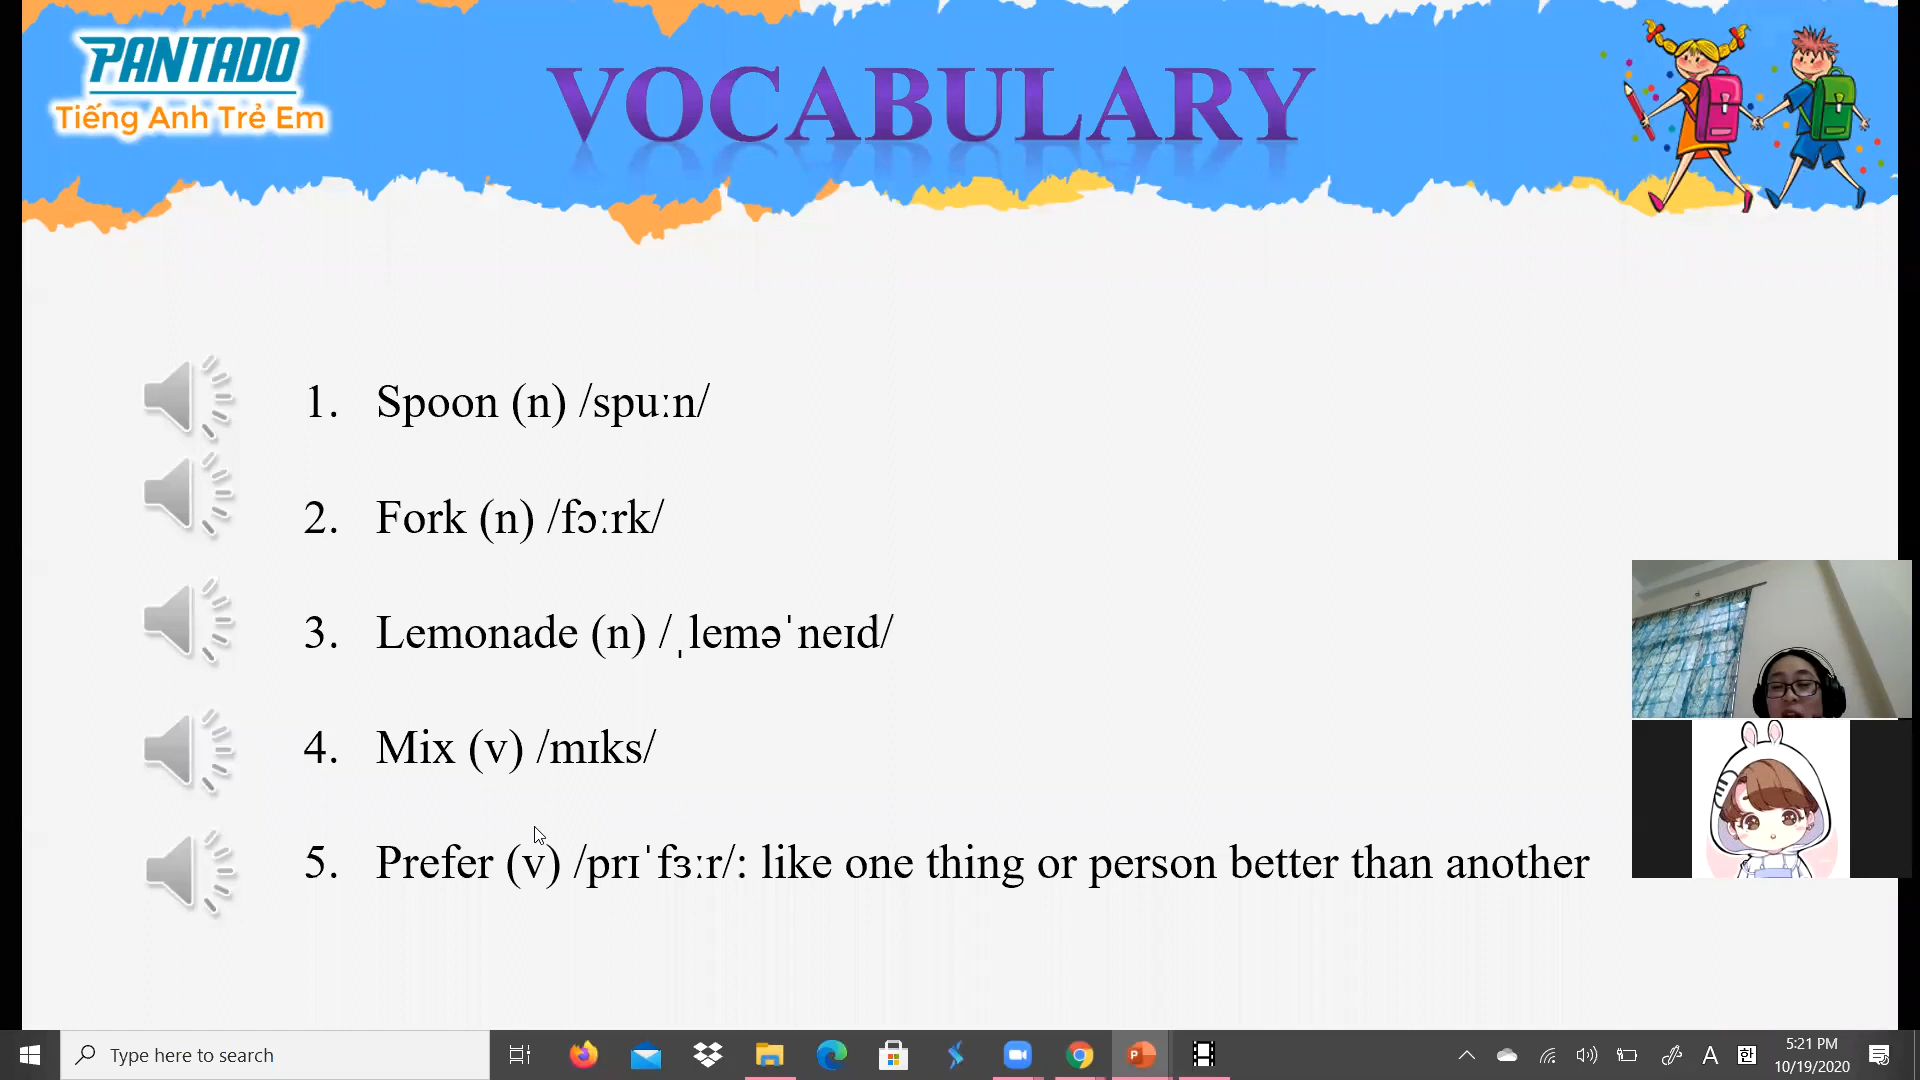 PANTADO
Tiếng Anh Trẻ Em
VOCABULARY
1. Spoon (n) /spuːn/
2. Fork (n) /fɔːrk/
3. Lemonade (n) /ˌleməˈneɪd/
4. Mix (v) /mɪks/
5. Prefer (v) /prɪˈfɜːr/: like one thing or person better than another
Type here to search
A
한
5:21 PM
10/19/2020